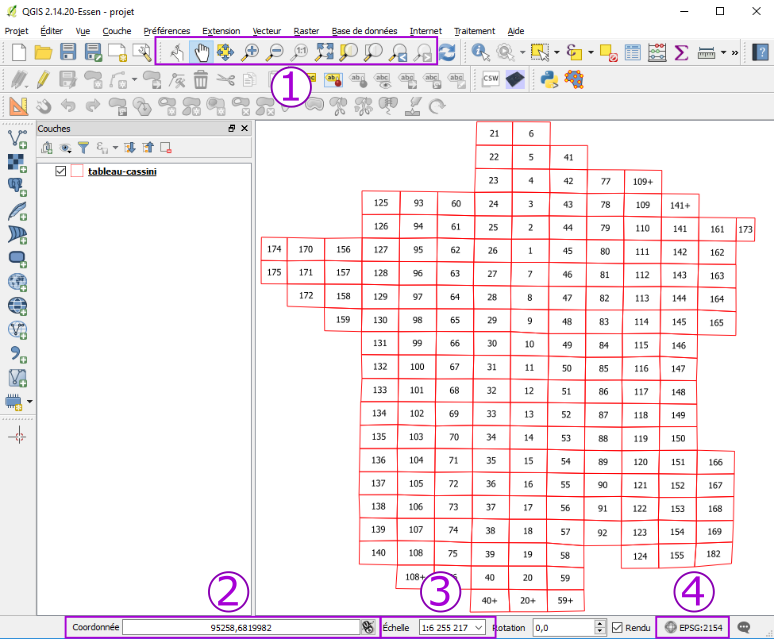 QGIS 2.14.20-Essen - projet
Projet Éditer Vue Couche Préférences Extension Vecteur Raster Base de données Internet Traitement Aide
1
abc CSW
Couches
tableau-cassini
21 6
22 5 41
23 4 42 77 109+
125 93 60 24 3 43 78 109 141+
126 94 61 25 2 44 79 110 141 161 173
174 170 156 127 95 62 26 1 45 80 111 142 162
175 171 157 128 96 63 27 7 46 81 112 143 163
172 158 129 97 64 28 8 47 82 113 144 164
159 130 98 65 29 9 48 83 114 145 165
131 99 66 30 10 49 84 115 146
132 100 67 31 11 50 85 116 147
133 101 68 32 12 51 86 117 148
134 102 69 33 13 52 87 118 149
135 103 70 34 14 53 88 119 150
136 104 71 35 15 54 89 120 151 166
137 105 72 36 16 55 90 121 152 167
138 106 73 37 17 56 91 122 153 168
139 107 74 38 18 57 92 123 154 169
140 108 75 39 19 58 124 155 182
108+ 40 20 59
40+ 20+ 59+
2 3 4
Coordonnée 95258,6819982 Échelle 1:6 255 217 Rotation 0,0 Rendu EPSG:2154